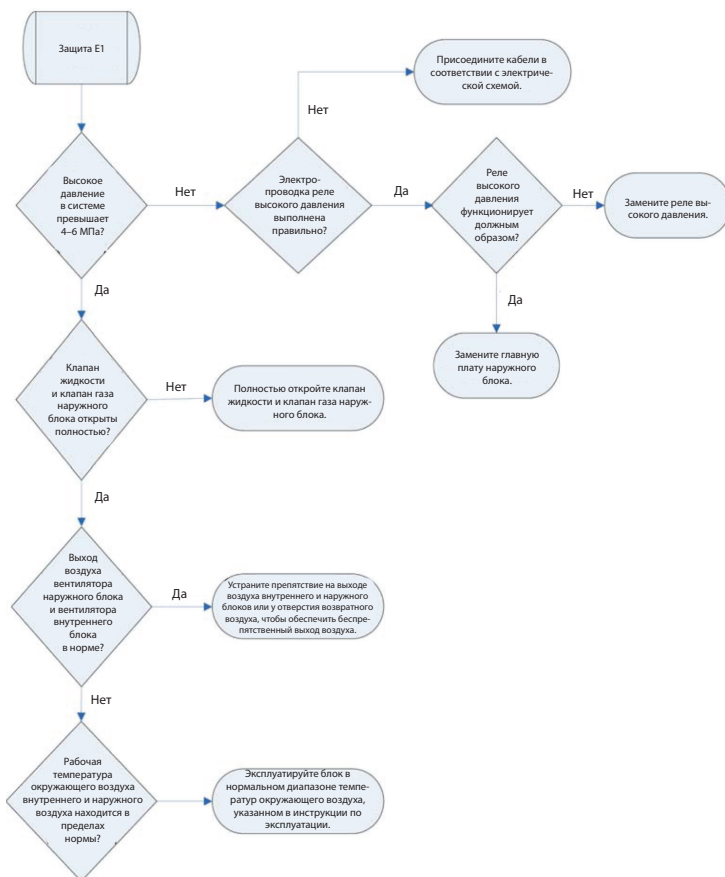 Защита E1
Присоедините кабели в
соответствии с электриче-
ской схемой.
Нет
Высокое
давление
в системе
превышает
4–6 МПа?
Нет
Электро-
проводка реле
высокого давления
выполнена
правильно?
Да
Реле
высокого
давления
функционирует
должным
образом?
Нет
Замените реле вы-
сокого давления.
Да
Да
Замените главную
плату наружного
блока.
Клапан
жидкости
и клапан газа
наружного
блока открыты
полностью?
Нет
Полностью откройте клапан
жидкости и клапан газа наруж-
ного блока.
Да
Выход
воздуха
вентилятора
наружного блока
и вентилятора
внутреннего
блока
в норме?
Да
Устраните препятствие на выходе
воздуха внутреннего и наружного
блоков или у отверстия возвратного
воздуха, чтобы обеспечить беспре-
пятственный выход воздуха.
Нет
Рабочая
температура
окружающего воздуха
внутреннего и наружного
воздуха находится в
пределах
нормы?
Эксплуатируйте блок в
нормальном диапазоне темпе-
ратур окружающего воздуха,
указанном в инструкции по
эксплуатации.